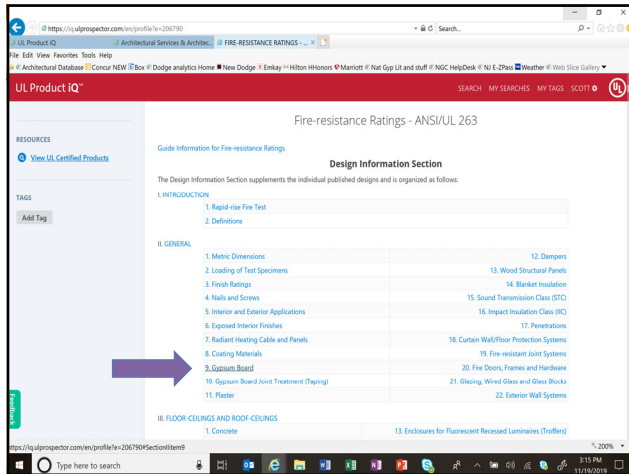 https://iq.ulprospector.com/en/profile?e=206790
Search...
UL Product iQ
Architectural Services & Architec...
FIRE-RESISTANCE RATINGS - ...
File Edit View Favorites Tools Help
Architectural Database Concur NEW Box Dodge analytics Home New Dodge Emkay Hilton HHonors Marriott Nat Gyp Lit and stuff NGC HelpDesk NJ E-ZPass Weather Web Slice Gallery
UL Product iQ™
SEARCH MY SEARCHES MY TAGS SCOTT
UL
Fire-resistance Ratings - ANSI/UL 263
RESOURCES
View UL Certified Products
TAGS
Add Tag
Guide Information for Fire-resistance Ratings
Design Information Section
The Design Information Section supplements the individual published designs and is organized as follows:
I. INTRODUCTION
1. Rapid-rise Fire Test
2. Definitions
II. GENERAL
1. Metric Dimensions 12. Dampers
2. Loading of Test Specimens 13. Wood Structural Panels
3. Finish Ratings 14. Blanket Insulation
4. Nails and Screws 15. Sound Transmission Class (STC)
5. Interior and Exterior Applications 16. Impact Insulation Class (IIC)
6. Exposed Interior Finishes 17. Penetrations
7. Radiant Heating Cable and Panels 18. Curtain Wall/Floor Protection Systems
8. Coating Materials 19. Fire-resistant Joint Systems
9. Gypsum Board 20. Fire Doors, Frames and Hardware
10. Gypsum Board Joint Treatment (Taping) 21. Glazing, Wired Glass and Glass Blocks
11. Plaster 22. Exterior Wall Systems
III. FLOOR-CEILINGS AND ROOF-CEILINGS
1. Concrete 13. Enclosures for Fluorescent Recessed Luminaires (Troffers)
Feedback
https://iq.ulprospector.com/en/profile?e=206790#SectionIIitem9
200%
Type here to search
3:15 PM
11/19/2019